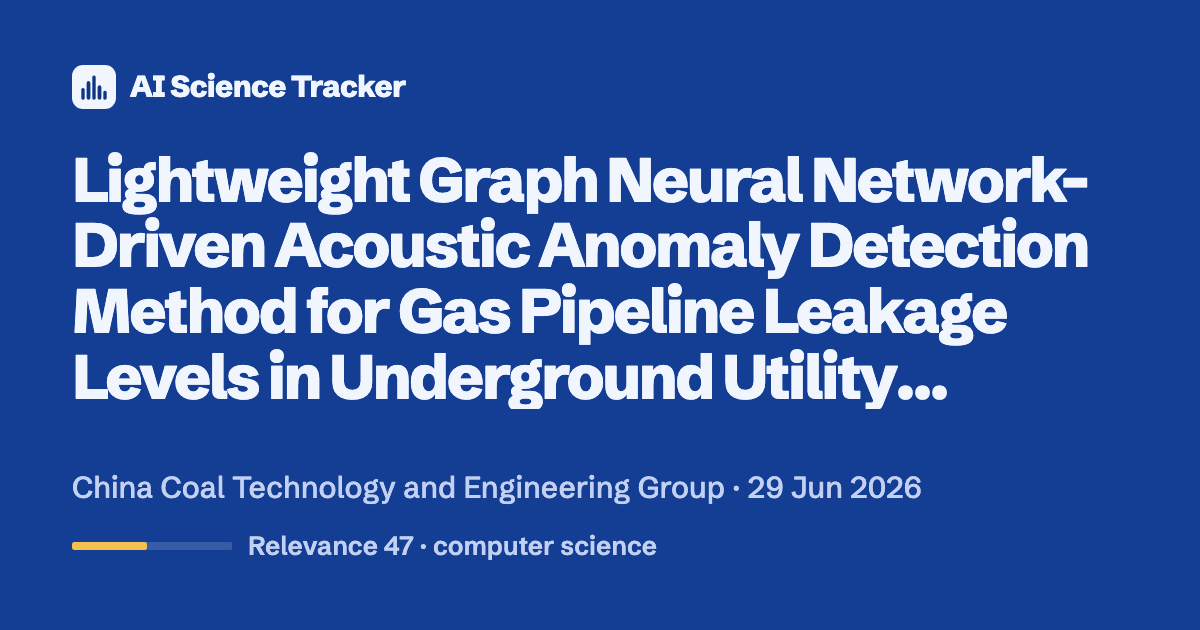 AI Science Tracker
Lightweight Graph Neural Network-
Driven Acoustic Anomaly Detection
Method for Gas Pipeline Leakage
Levels in Underground Utility...
China Coal Technology and Engineering Group · 29 Jun 2026
Relevance 47 · computer science